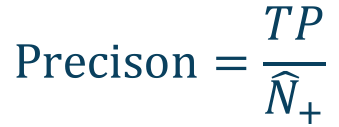 Precison = TP / N̂₊